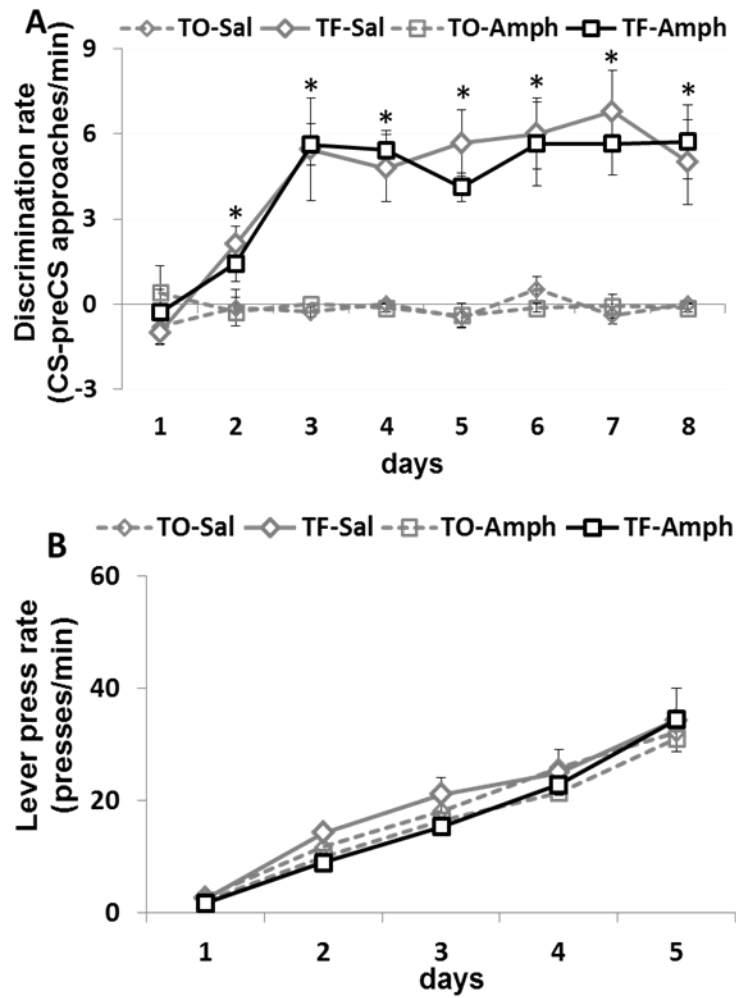 A
TO-Sal TF-Sal TO-Amph TF-Amph
Discrimination rate
(CS-preCS approaches/min)
9
6
3
0
-3
* * * * * * *
1 2 3 4 5 6 7 8
days
TO-Sal TF-Sal TO-Amph TF-Amph
B
Lever press rate
(presses/min)
60
40
20
0
1 2 3 4 5
days